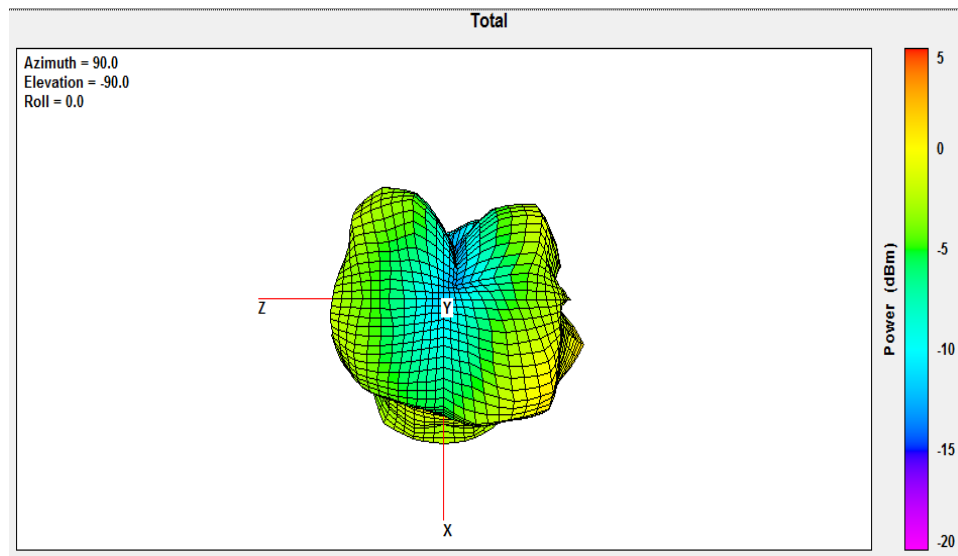 Total
Azimuth = 90.0
Elevation = -90.0
Roll = 0.0
Z
Y
X
5
0
-5
-10
-15
-20
Power (dBm)